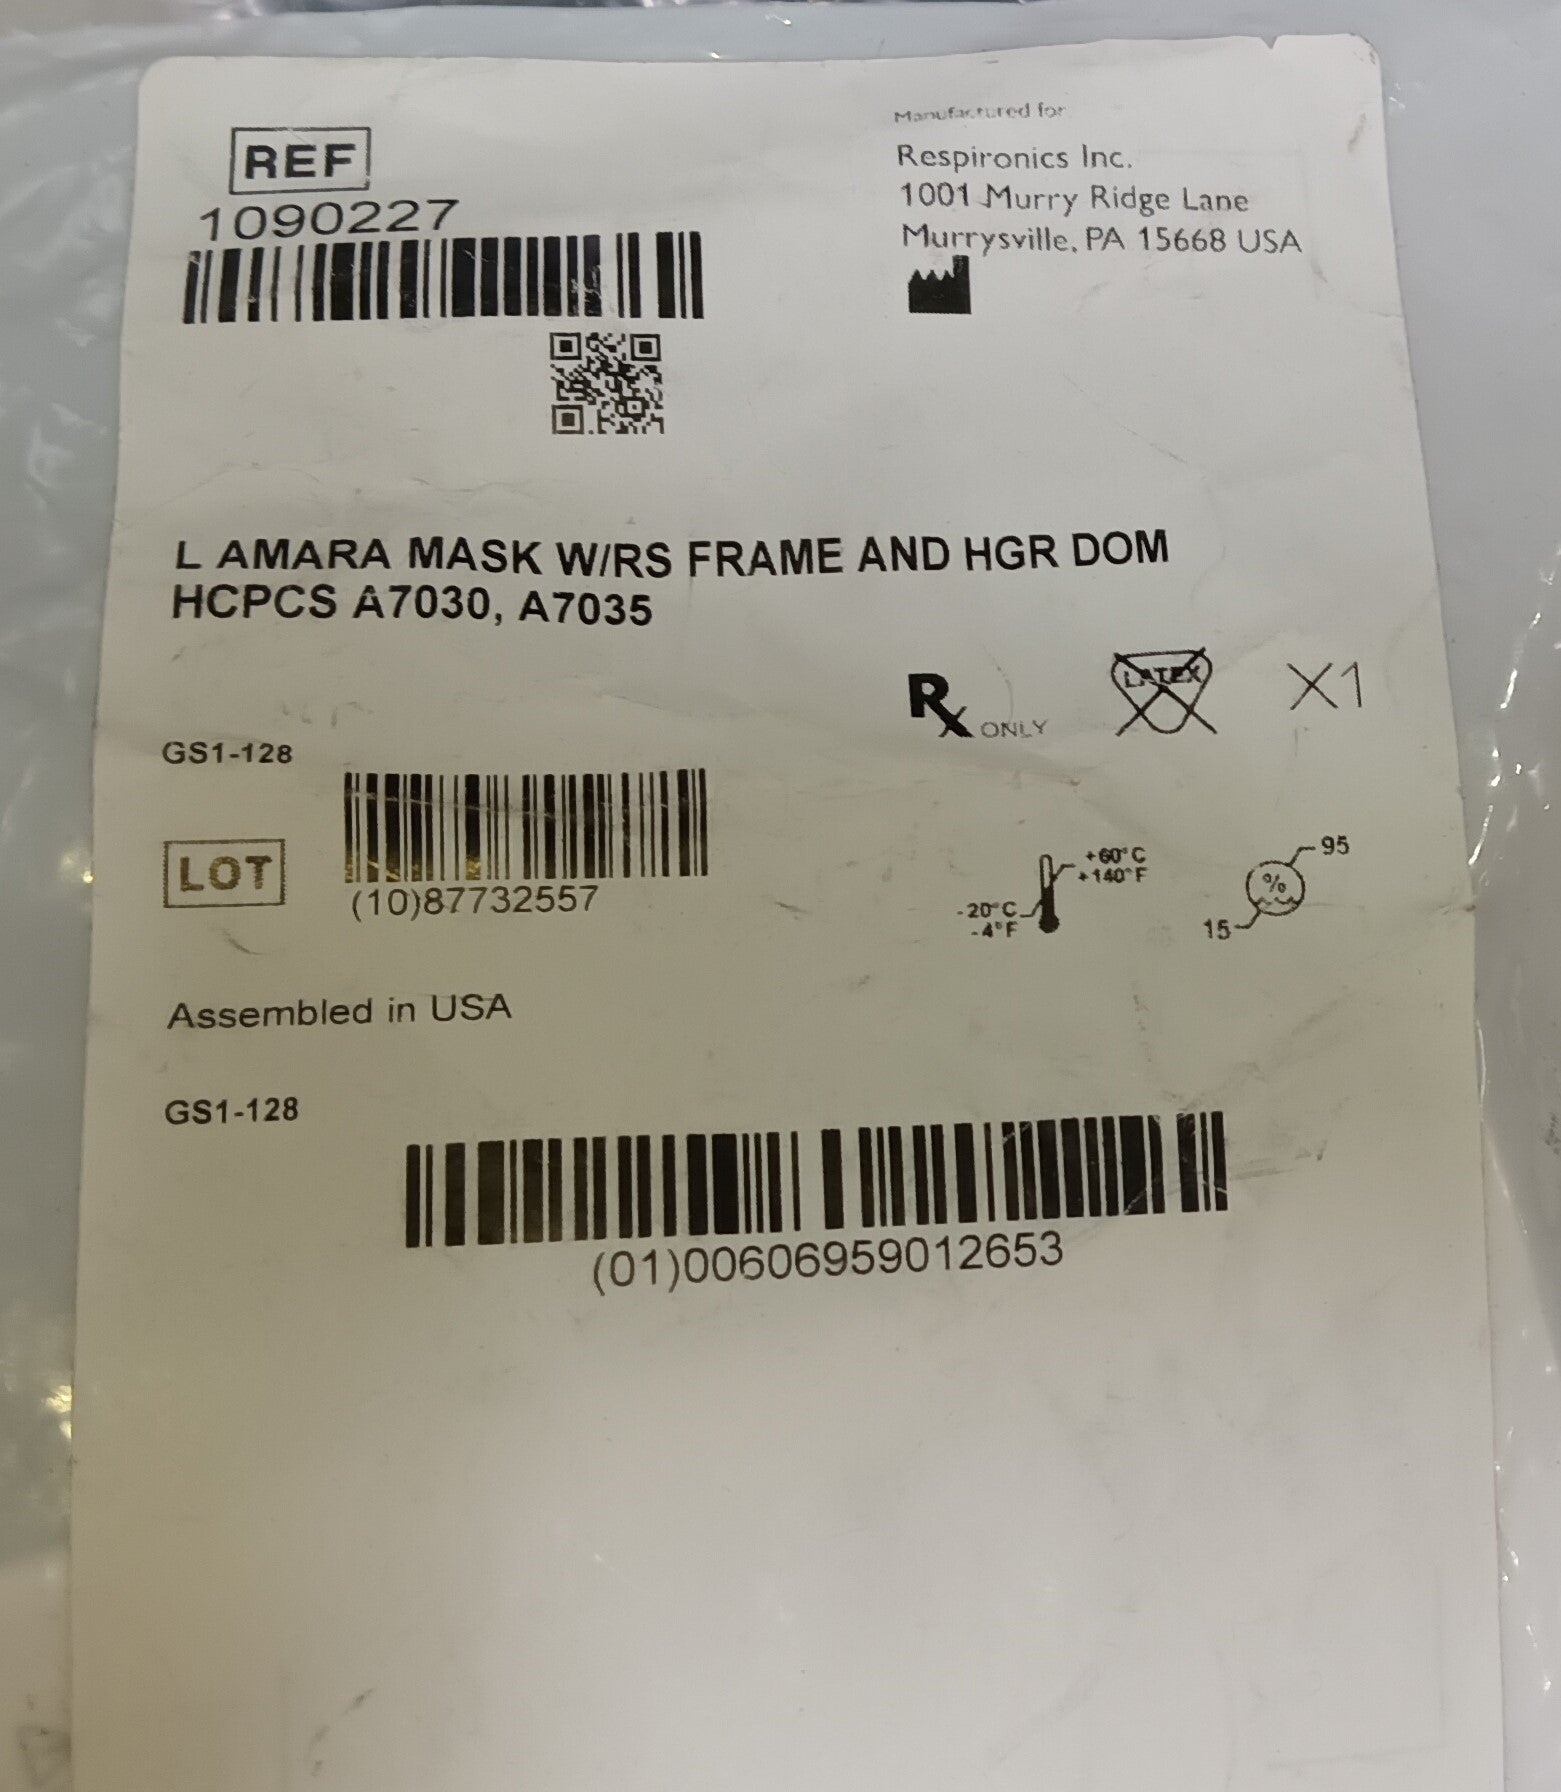 REF
1090227
Manufactured for
Respironics Inc.
1001 Murry Ridge Lane
Murrysville, PA 15668 USA
L AMARA MASK W/RS FRAME AND HGR DOM
HCPCS A7030, A7035
Rx ONLY
LATEX
X1
GS1-128
LOT
(10)87732557
+60°C
+140°F
-20°C
-4°F
95
%
15
Assembled in USA
GS1-128
(01)00606959012653